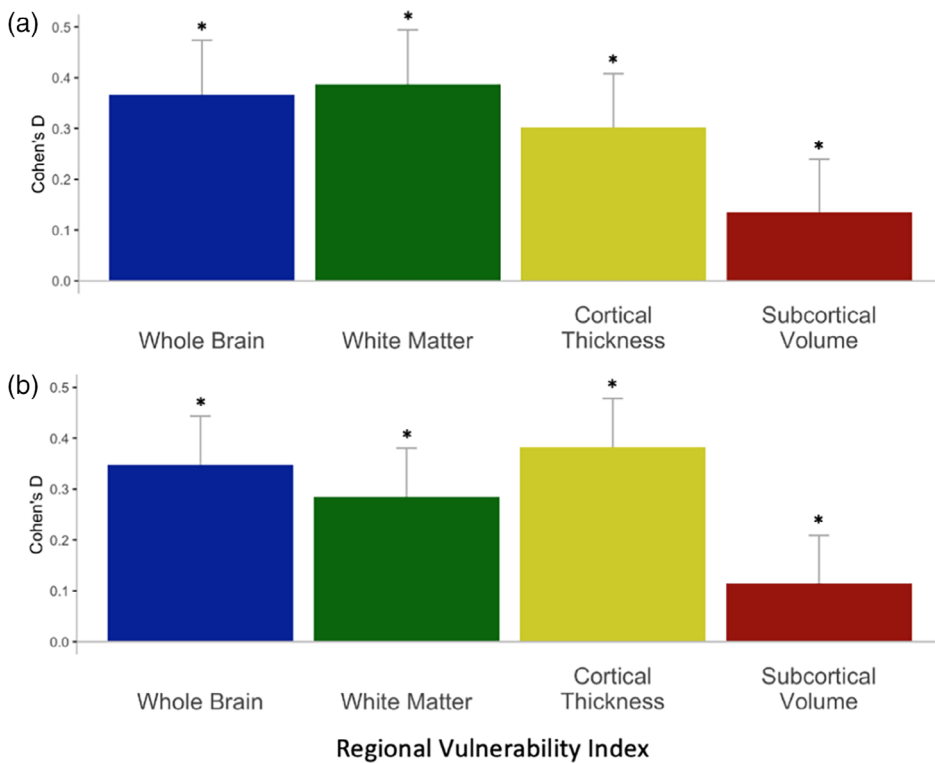 (a)
0.5
0.4
0.3
0.2
0.1
0.0
Cohen's D
*
*
*
*
Whole Brain
White Matter
Cortical
Thickness
Subcortical
Volume
(b)
0.5
0.4
0.3
0.2
0.1
0.0
Cohen's D
*
*
*
*
Whole Brain
White Matter
Cortical
Thickness
Subcortical
Volume
Regional Vulnerability Index